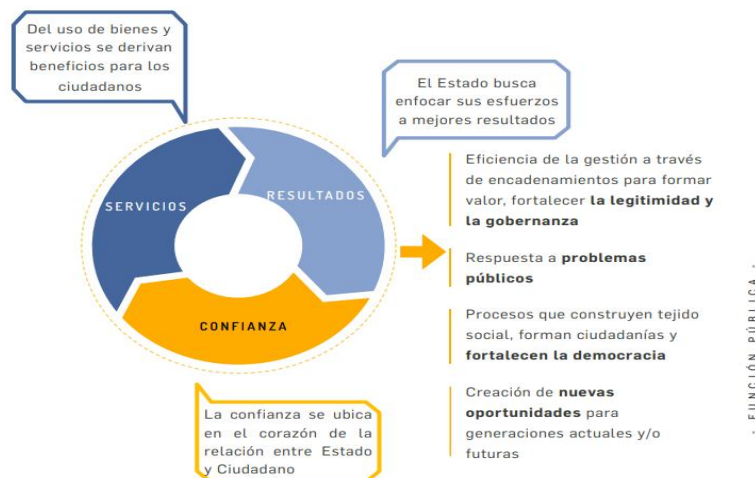 Del uso de bienes y
servicios se derivan
beneficios para los
ciudadanos
El Estado busca
enfocar sus esfuerzos
a mejores resultados
SERVICIOS
RESULTADOS
CONFIANZA
La confianza se ubica
en el corazón de la
relación entre Estado
y Ciudadano
Eficiencia de la gestión a través
de encadenamientos para formar
valor, fortalecer la legitimidad y
la gobernanza
Respuesta a problemas
públicos
Procesos que construyen tejido
social, forman ciudadanías y
fortalecen la democracia
Creación de nuevas
oportunidades para
generaciones actuales y/o
futuras
· FUNCIÓN PÚBLICA ·